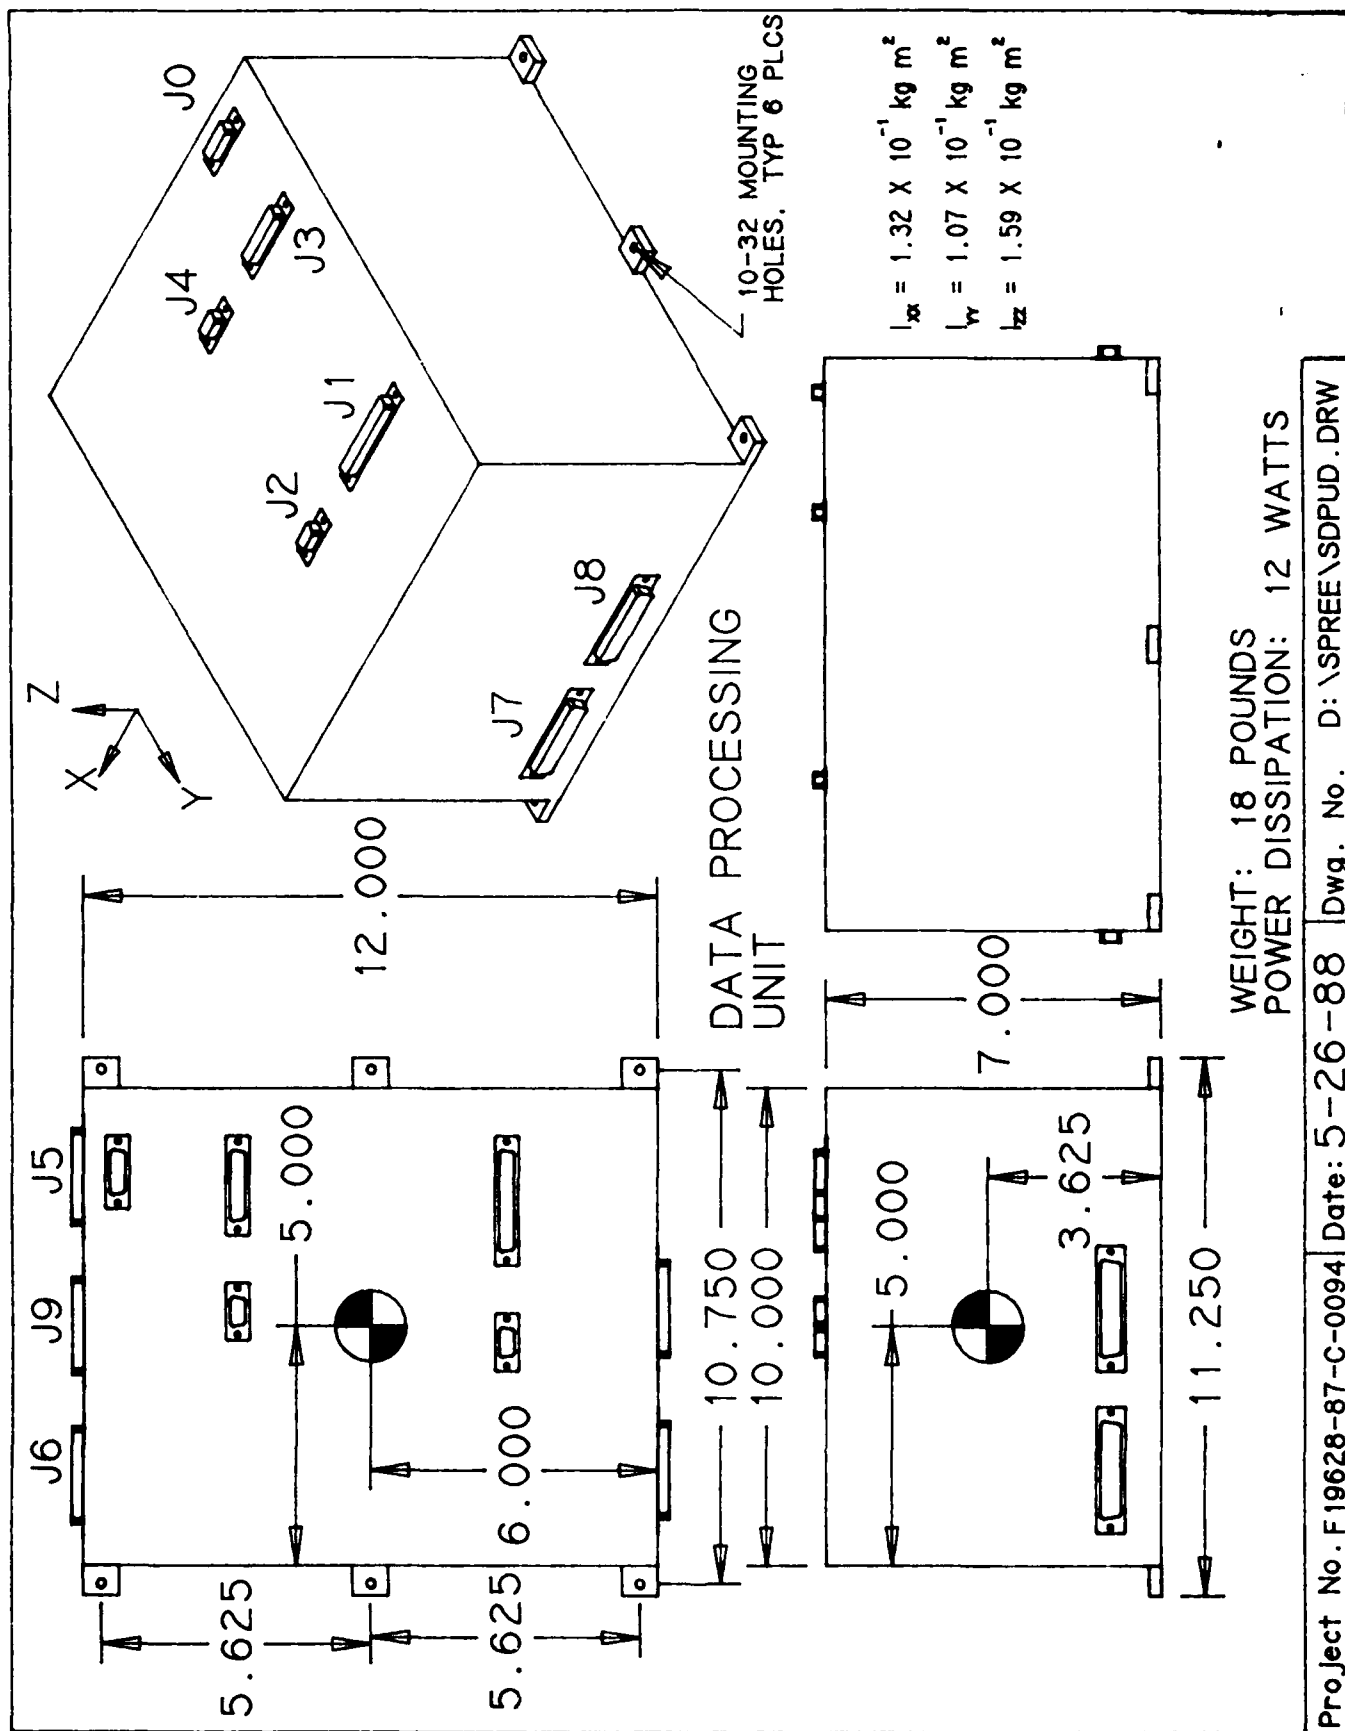 J5
J9
J6
12.000
5.000
6.000
5.625
5.625
10.750
10.000
Z
X
Y
J0
J3
J4
J1
J2
J8
J7
10-32 MOUNTING
HOLES. TYP 6 PLCS
DATA PROCESSING
UNIT
7.000
5.000
3.625
11.250
Ixx = 1.32 X 10⁻¹ kg m²
IYY = 1.07 X 10⁻¹ kg m²
Izz = 1.59 X 10⁻¹ kg m²
WEIGHT: 18 POUNDS
POWER DISSIPATION: 12 WATTS
Project No. F19628-87-C-0094 Date: 5-26-88 Dwg. No. D:\SPREE\SDPUD.DRW